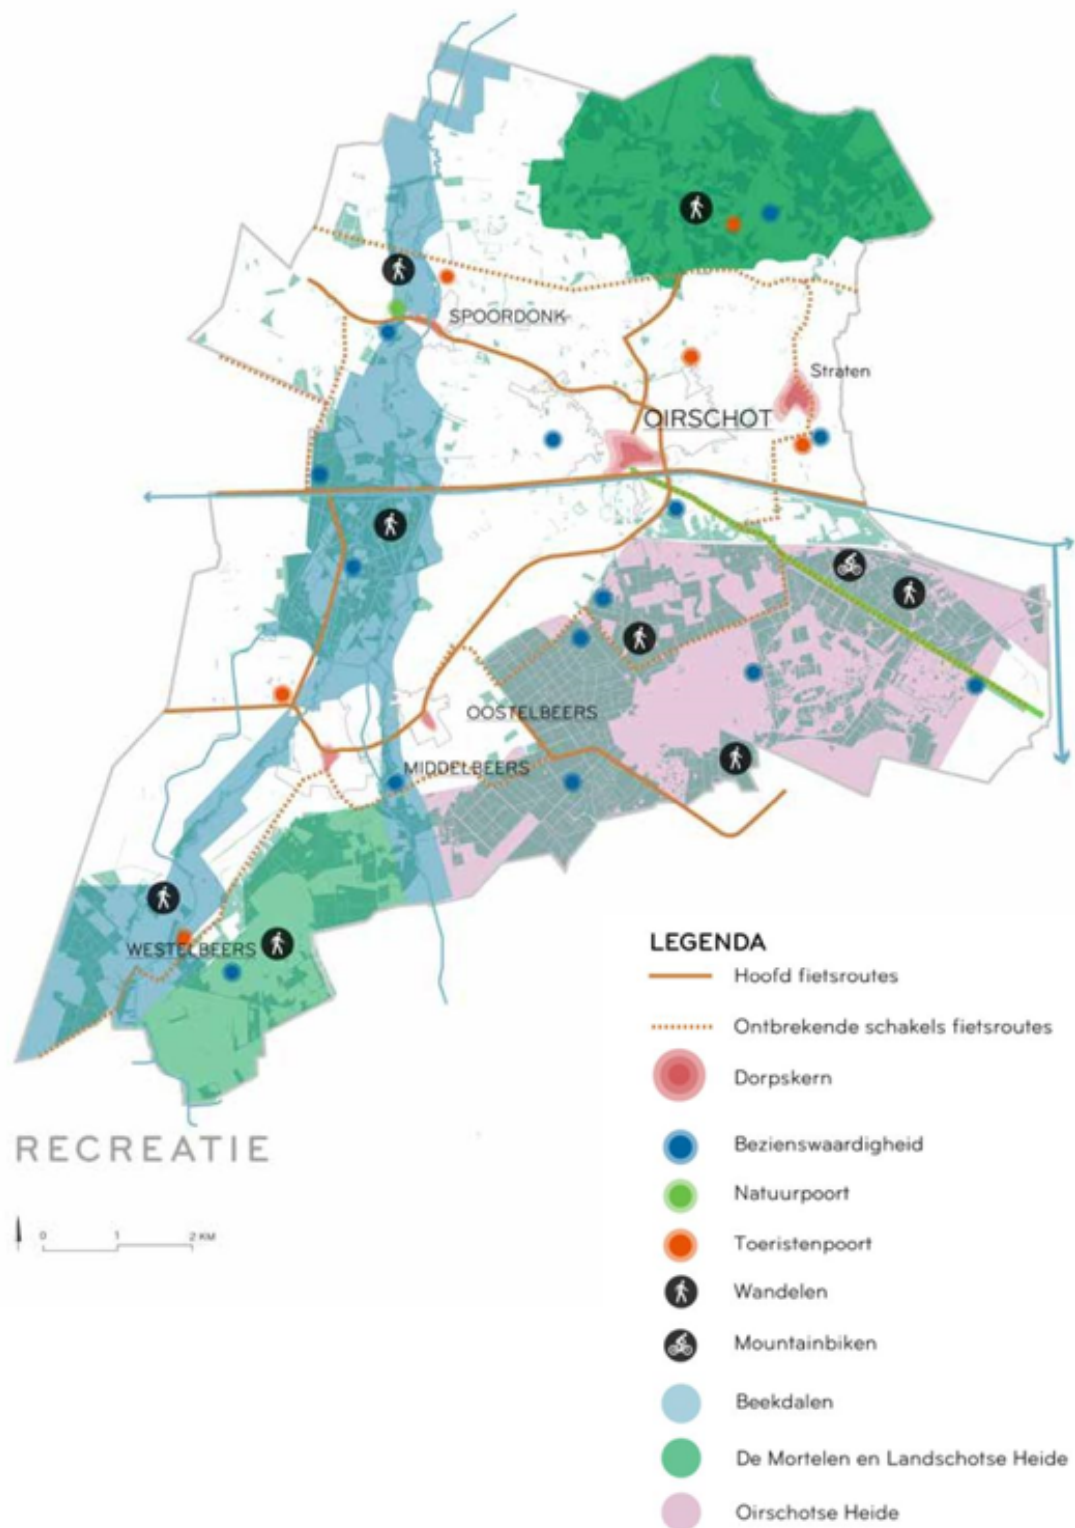 SPOORDONK
Straten
OIRSCHOT
OOSTELBEERS
MIDDELBEERS
WESTELBEERS
LEGENDA
Hoofd fietsroutes
Ontbrekende schakels fietsroutes
Dorpskern
Bezienswaardigheid
Natuurpoort
Toeristenpoort
Wandelen
Mountainbiken
Beekdalen
De Mortelen en Landschotse Heide
Oirschotse Heide
RECREATIE
0 1 2 KM